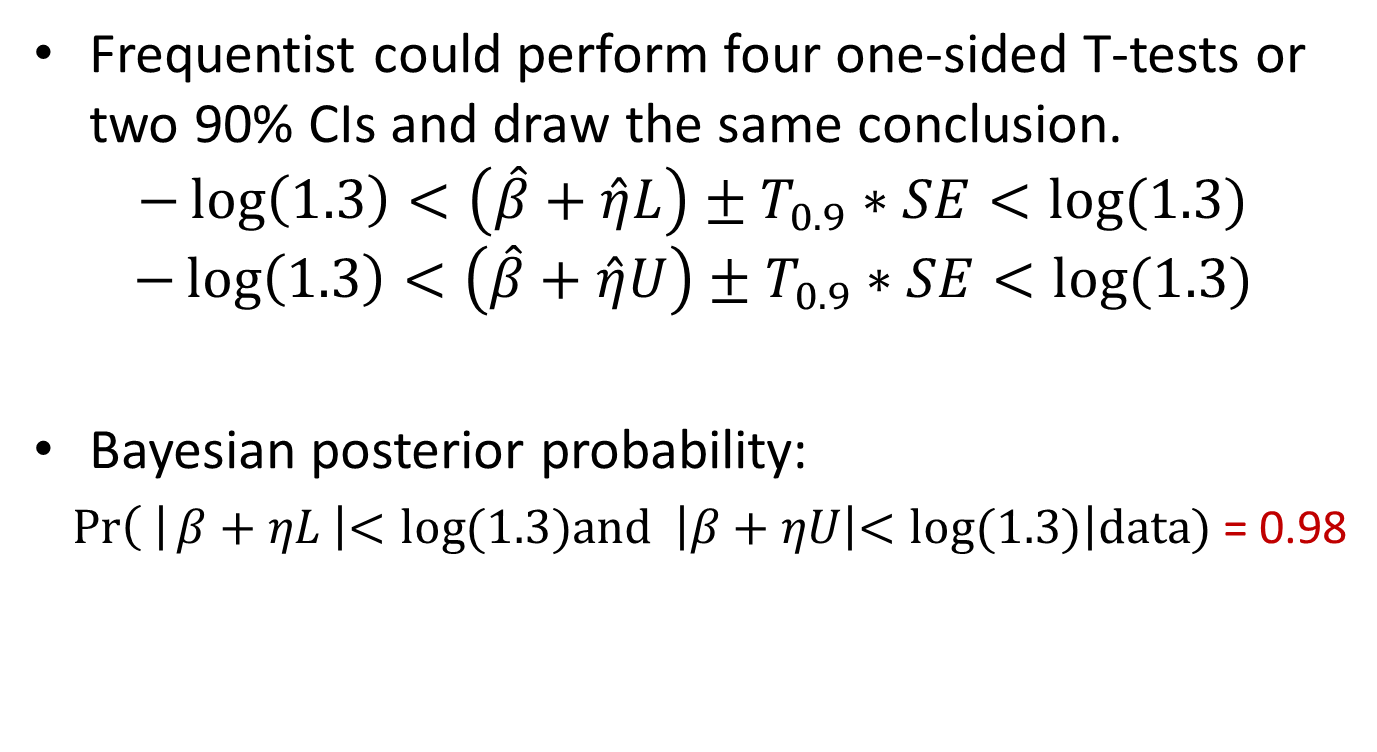 • Frequentist could perform four one-sided T-tests or
two 90% CIs and draw the same conclusion.
− log(1.3) < (β̂ + η̂L) ± T₀.₉ ∗ SE < log(1.3)
− log(1.3) < (β̂ + η̂U) ± T₀.₉ ∗ SE < log(1.3)
• Bayesian posterior probability:
Pr( |β + ηL |< log(1.3)and |β + ηU|< log(1.3)|data) = 0.98